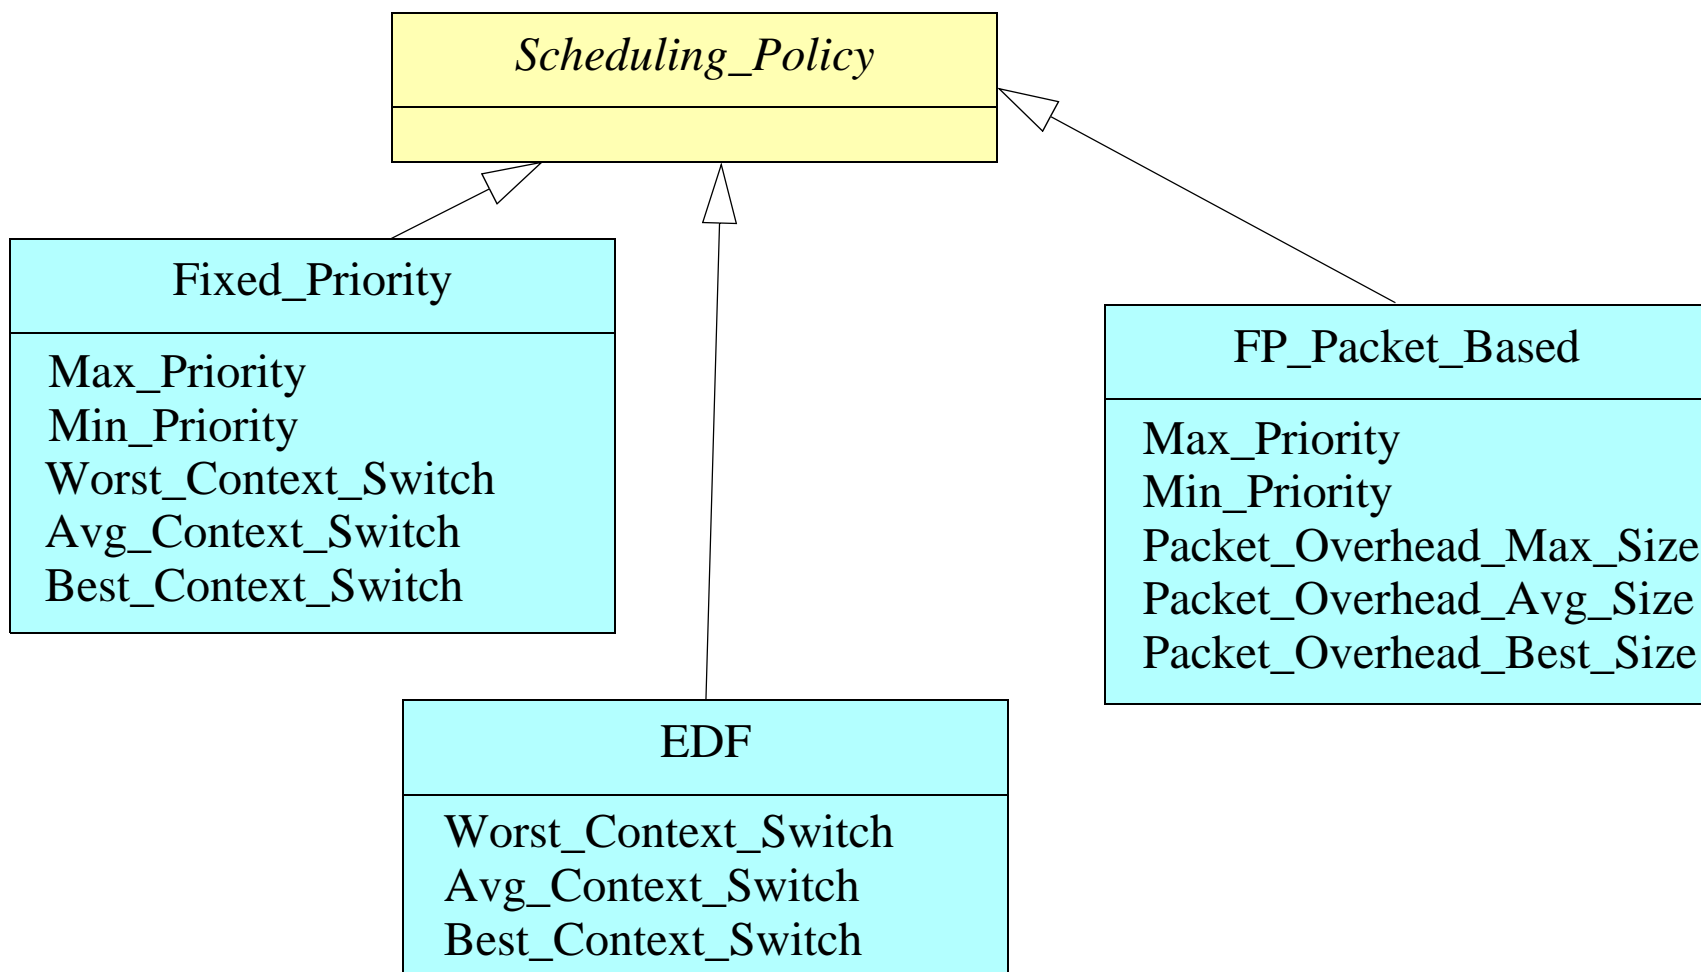 Scheduling_Policy
Fixed_Priority
Max_Priority
Min_Priority
Worst_Context_Switch
Avg_Context_Switch
Best_Context_Switch
FP_Packet_Based
Max_Priority
Min_Priority
Packet_Overhead_Max_Size
Packet_Overhead_Avg_Size
Packet_Overhead_Best_Size
EDF
Worst_Context_Switch
Avg_Context_Switch
Best_Context_Switch